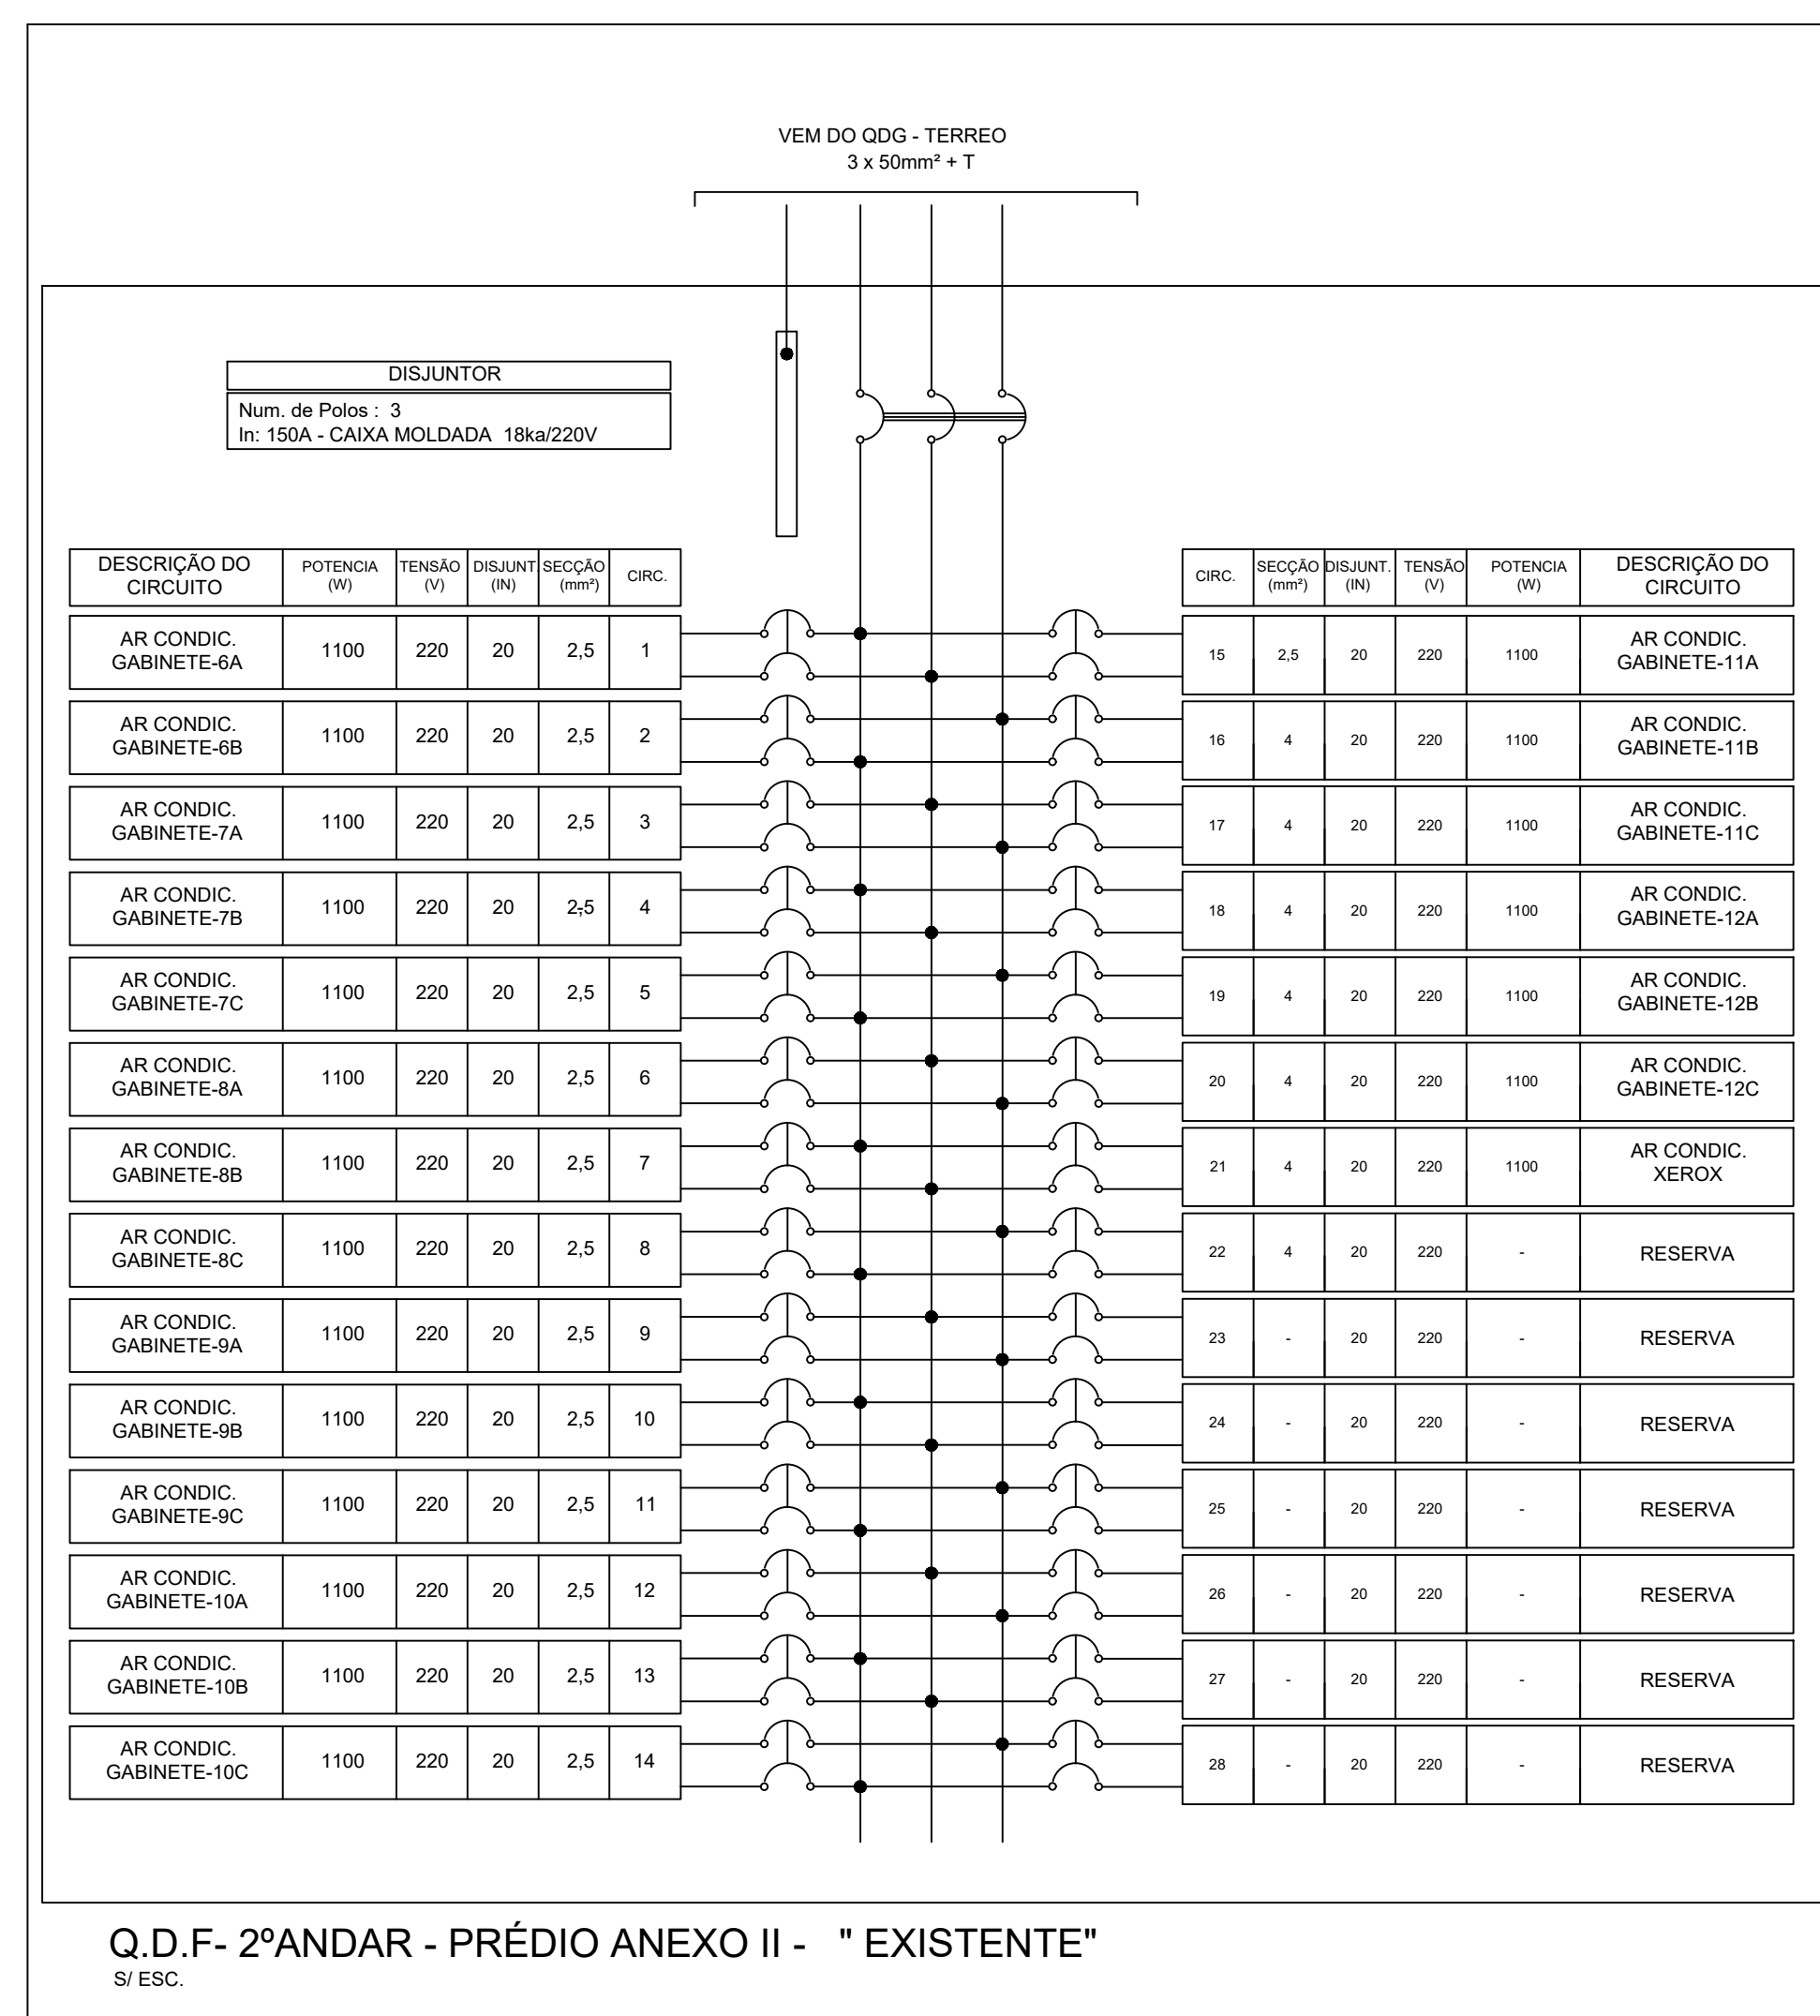 VEM DO QDG - TERREO
3 x 50mm² + T
DISJUNTOR
Num. de Polos : 3
In: 150A - CAIXA MOLDADA 18ka/220V
DESCRIÇÃO DO CIRCUITO POTENCIA (W) TENSÃO (V) DISJUNT. (IN) SECÇÃO (mm²) CIRC.
AR CONDIC. GABINETE-6A 1100 220 20 2,5 1
AR CONDIC. GABINETE-6B 1100 220 20 2,5 2
AR CONDIC. GABINETE-7A 1100 220 20 2,5 3
AR CONDIC. GABINETE-7B 1100 220 20 2,5 4
AR CONDIC. GABINETE-7C 1100 220 20 2,5 5
AR CONDIC. GABINETE-8A 1100 220 20 2,5 6
AR CONDIC. GABINETE-8B 1100 220 20 2,5 7
AR CONDIC. GABINETE-8C 1100 220 20 2,5 8
AR CONDIC. GABINETE-9A 1100 220 20 2,5 9
AR CONDIC. GABINETE-9B 1100 220 20 2,5 10
AR CONDIC. GABINETE-9C 1100 220 20 2,5 11
AR CONDIC. GABINETE-10A 1100 220 20 2,5 12
AR CONDIC. GABINETE-10B 1100 220 20 2,5 13
AR CONDIC. GABINETE-10C 1100 220 20 2,5 14
CIRC. SECÇÃO (mm²) DISJUNT. (IN) TENSÃO (V) POTENCIA (W) DESCRIÇÃO DO CIRCUITO
15 2,5 20 220 1100 AR CONDIC. GABINETE-11A
16 4 20 220 1100 AR CONDIC. GABINETE-11B
17 4 20 220 1100 AR CONDIC. GABINETE-11C
18 4 20 220 1100 AR CONDIC. GABINETE-12A
19 4 20 220 1100 AR CONDIC. GABINETE-12B
20 4 20 220 1100 AR CONDIC. GABINETE-12C
21 4 20 220 1100 AR CONDIC. XEROX
22 4 20 220 - RESERVA
23 - 20 220 - RESERVA
24 - 20 220 - RESERVA
25 - 20 220 - RESERVA
26 - 20 220 - RESERVA
27 - 20 220 - RESERVA
28 - 20 220 - RESERVA
Q.D.F- 2ºANDAR - PRÉDIO ANEXO II - " EXISTENTE"
S/ ESC.